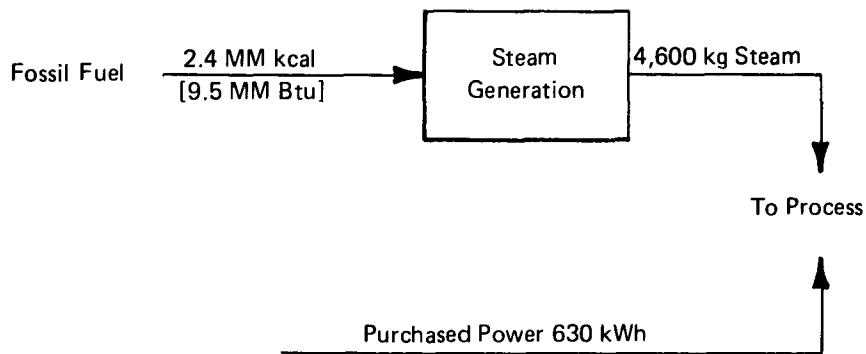 Fossil Fuel
2.4 MM kcal
[9.5 MM Btu]
Steam
Generation
4,600 kg Steam
To Process
Purchased Power 630 kWh